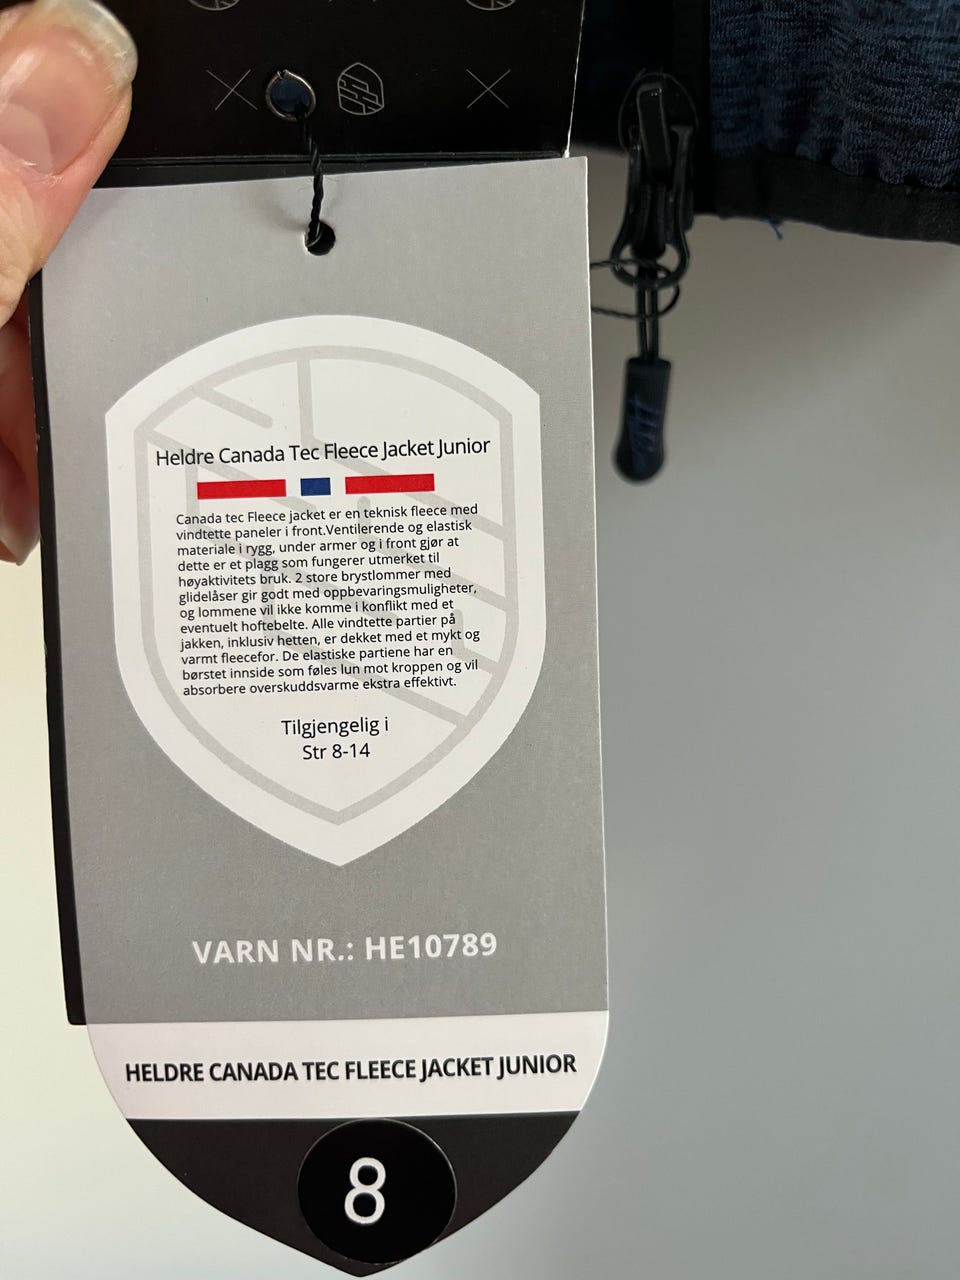 Heldre Canada Tec Fleece Jacket Junior
Canada tec Fleece jacket er en teknisk fleece med
vindtette paneler i front.Ventilerende og elastisk
materiale i rygg, under armer og i front gjør at
dette er et plagg som fungerer utmerket til
høyaktivitets bruk. 2 store brystlommer med
glidelåser gir godt med oppbevaringsmuligheter,
og lommene vil ikke komme i konflikt med et
eventuelt hoftebelte. Alle vindtette partier på
jakken, inklusiv hetten, er dekket med et mykt og
varmt fleecefor. De elastiske partiene har en
børstet innside som føles lun mot kroppen og vil
absorbere overskuddsvarme ekstra effektivt.
Tilgjengelig i
Str 8-14
VARN NR.: HE10789
HELDRE CANADA TEC FLEECE JACKET JUNIOR
8